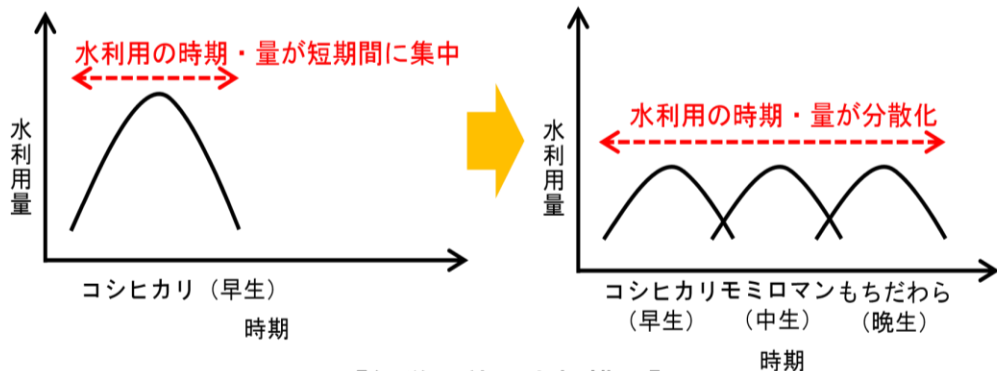 水利用の時期・量が短期間に集中
水利用量
コシヒカリ（早生）
時期
水利用の時期・量が分散化
水利用量
コシヒカリモミロマンもちだわら
（早生）（中生）（晩生）
時期